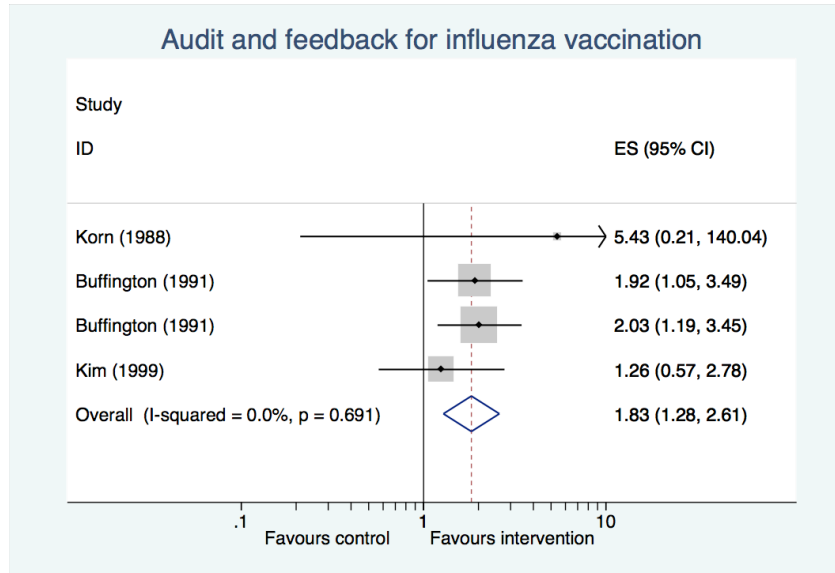 Audit and feedback for influenza vaccination
Study
ID ES (95% CI)
Korn (1988) 5.43 (0.21, 140.04)
Buffington (1991) 1.92 (1.05, 3.49)
Buffington (1991) 2.03 (1.19, 3.45)
Kim (1999) 1.26 (0.57, 2.78)
Overall (I-squared = 0.0%, p = 0.691) 1.83 (1.28, 2.61)
.1 1 10
Favours control Favours intervention